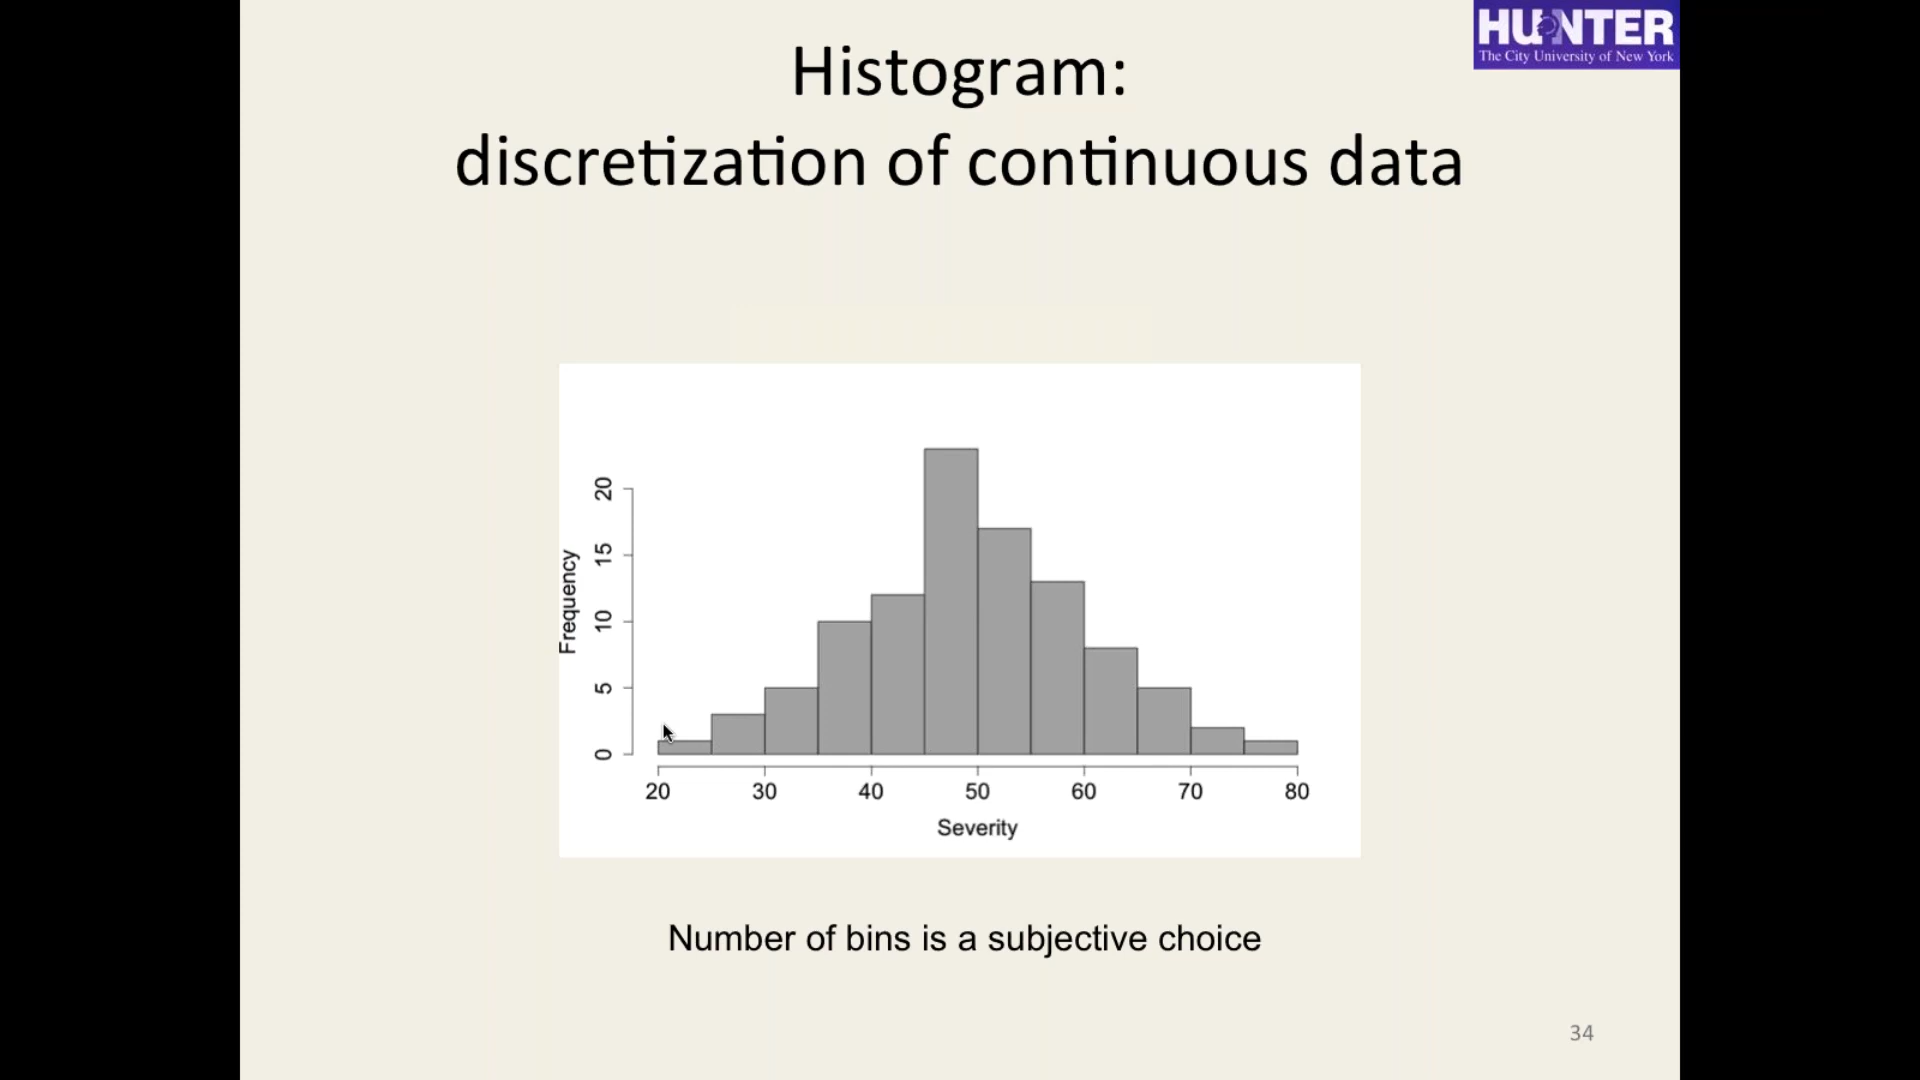 HUNTER
The City University of New York
Histogram:
discretization of continuous data
Frequency
20
15
10
5
0
20 30 40 50 60 70 80
Severity
Number of bins is a subjective choice
34